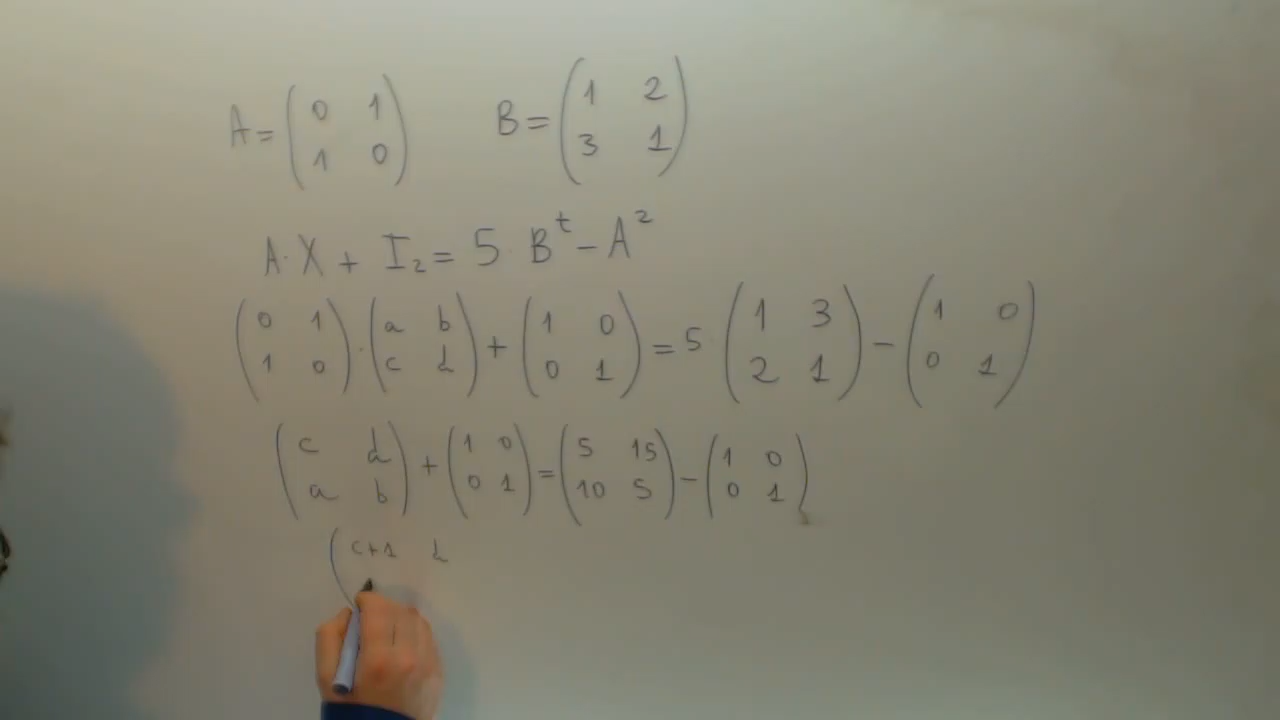 A = ( 0 1 ; 1 0 ) B = ( 1 2 ; 3 1 )
A · X + I₂ = 5 Bᵗ − A²
( 0 1 ; 1 0 ) · ( a b ; c d ) + ( 1 0 ; 0 1 ) = 5 · ( 1 3 ; 2 1 ) − ( 1 0 ; 0 1 )
( c d ; a b ) + ( 1 0 ; 0 1 ) = ( 5 15 ; 10 5 ) − ( 1 0 ; 0 1 )
( c+1 d